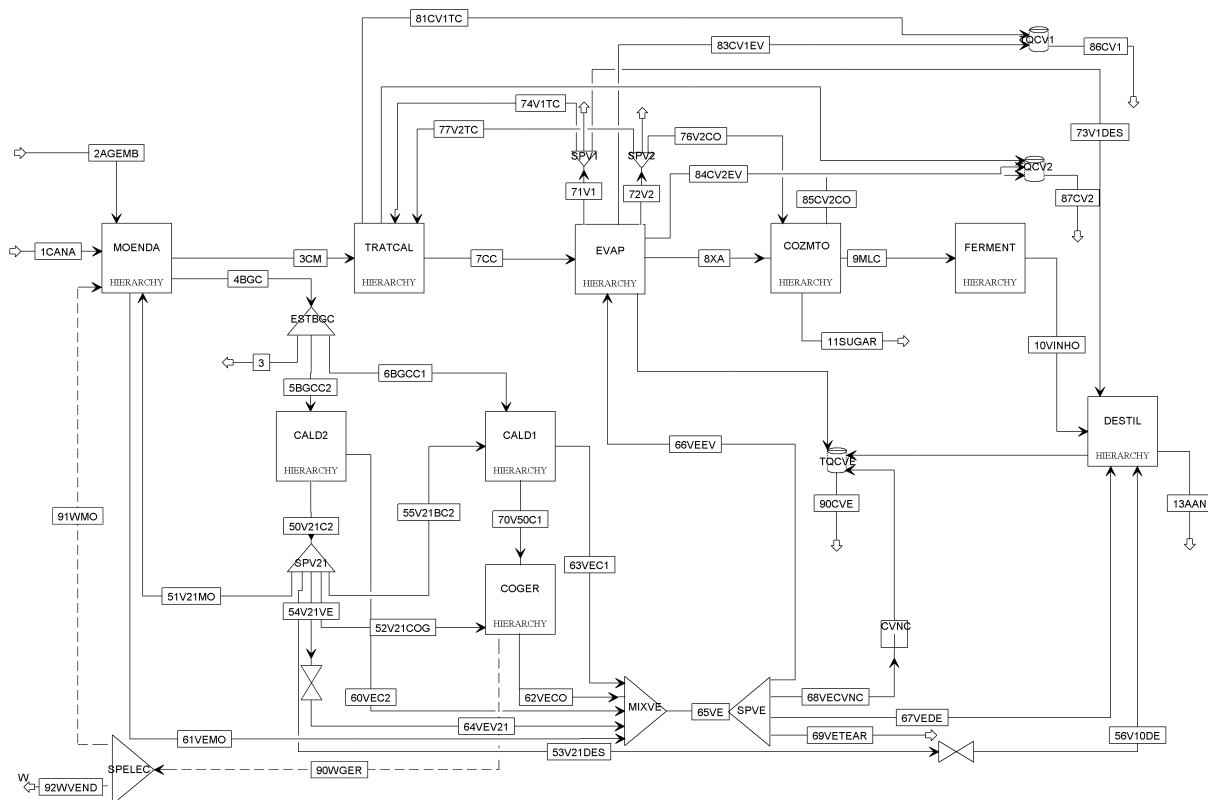 81CV1TC
83CV1EV
TQCV1
86CV1
74V1TC
77V2TC
76V2CO
73V1DES
2AGEMB
SPV1
SPV2
TQCV2
84CV2EV
71V1
72V2
85CV2CO
87CV2
1CANA
MOENDA
HIERARCHY
3CM
TRATCAL
HIERARCHY
7CC
EVAP
HIERARCHY
8XA
COZMTO
HIERARCHY
9MLC
FERMENT
HIERARCHY
4BGC
ESTBGC
11SUGAR
10VINHO
3
6BGCC1
5BGCC2
CALD2
HIERARCHY
CALD1
HIERARCHY
66VEEV
DESTIL
HIERARCHY
TQCVE
91WMO
50V21C2
55V21BC2
70V50C1
90CVE
13AAN
SPV21
63VEC1
51V21MO
54V21VE
52V21COG
COGER
HIERARCHY
CVNC
60VEC2
62VECO
MIXVE
65VE
SPVE
68VECVNC
64VEV21
67VEDE
61VEMO
53V21DES
69VETEAR
56V10DE
SPELEC
90WGER
W
92WVEND